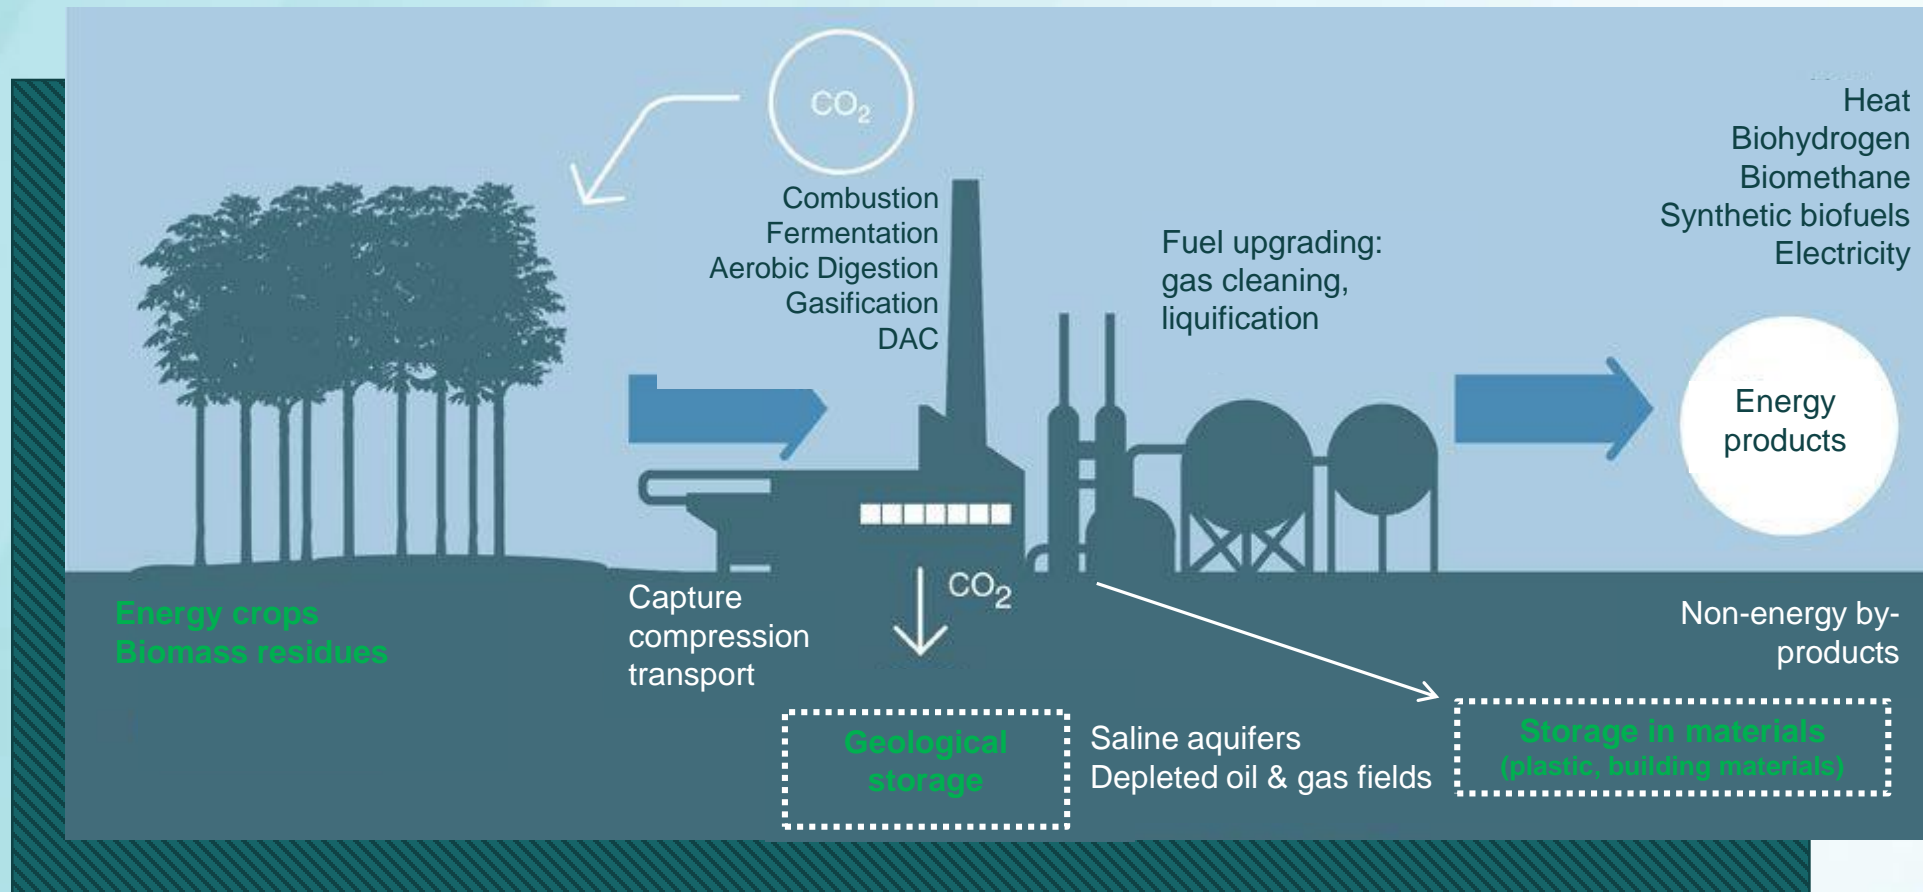 CO₂
Combustion
Fermentation
Aerobic Digestion
Gasification
DAC
Fuel upgrading:
gas cleaning,
liquification
Heat
Biohydrogen
Biomethane
Synthetic biofuels
Electricity
Energy
products
Energy crops
Biomass residues
Capture
compression
transport
CO₂
Geological
storage
Saline aquifers
Depleted oil & gas fields
Non-energy by-
products
Storage in materials
(plastic, building materials)